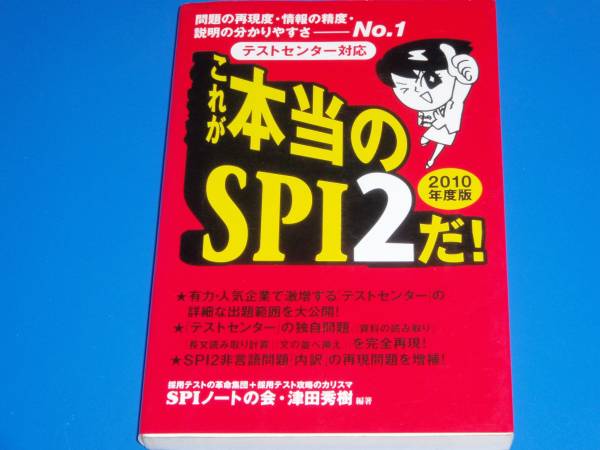 問題の再現度・情報の精度・
説明の分かりやすさ――No.1
テストセンター対応
これが
本当の
SPI2だ!
2010
年度版
★有力・人気企業で激増する「テストセンター」の
詳細な出題範囲を大公開!
★「テストセンター」の独自問題「資料の読み取り」
「長文読み取り計算」「文の並べ換え」を完全再現!
★SPI2非言語問題「内訳」の再現問題を増補!
採用テストの革命集団+採用テスト攻略のカリスマ
SPIノートの会・津田秀樹 編著